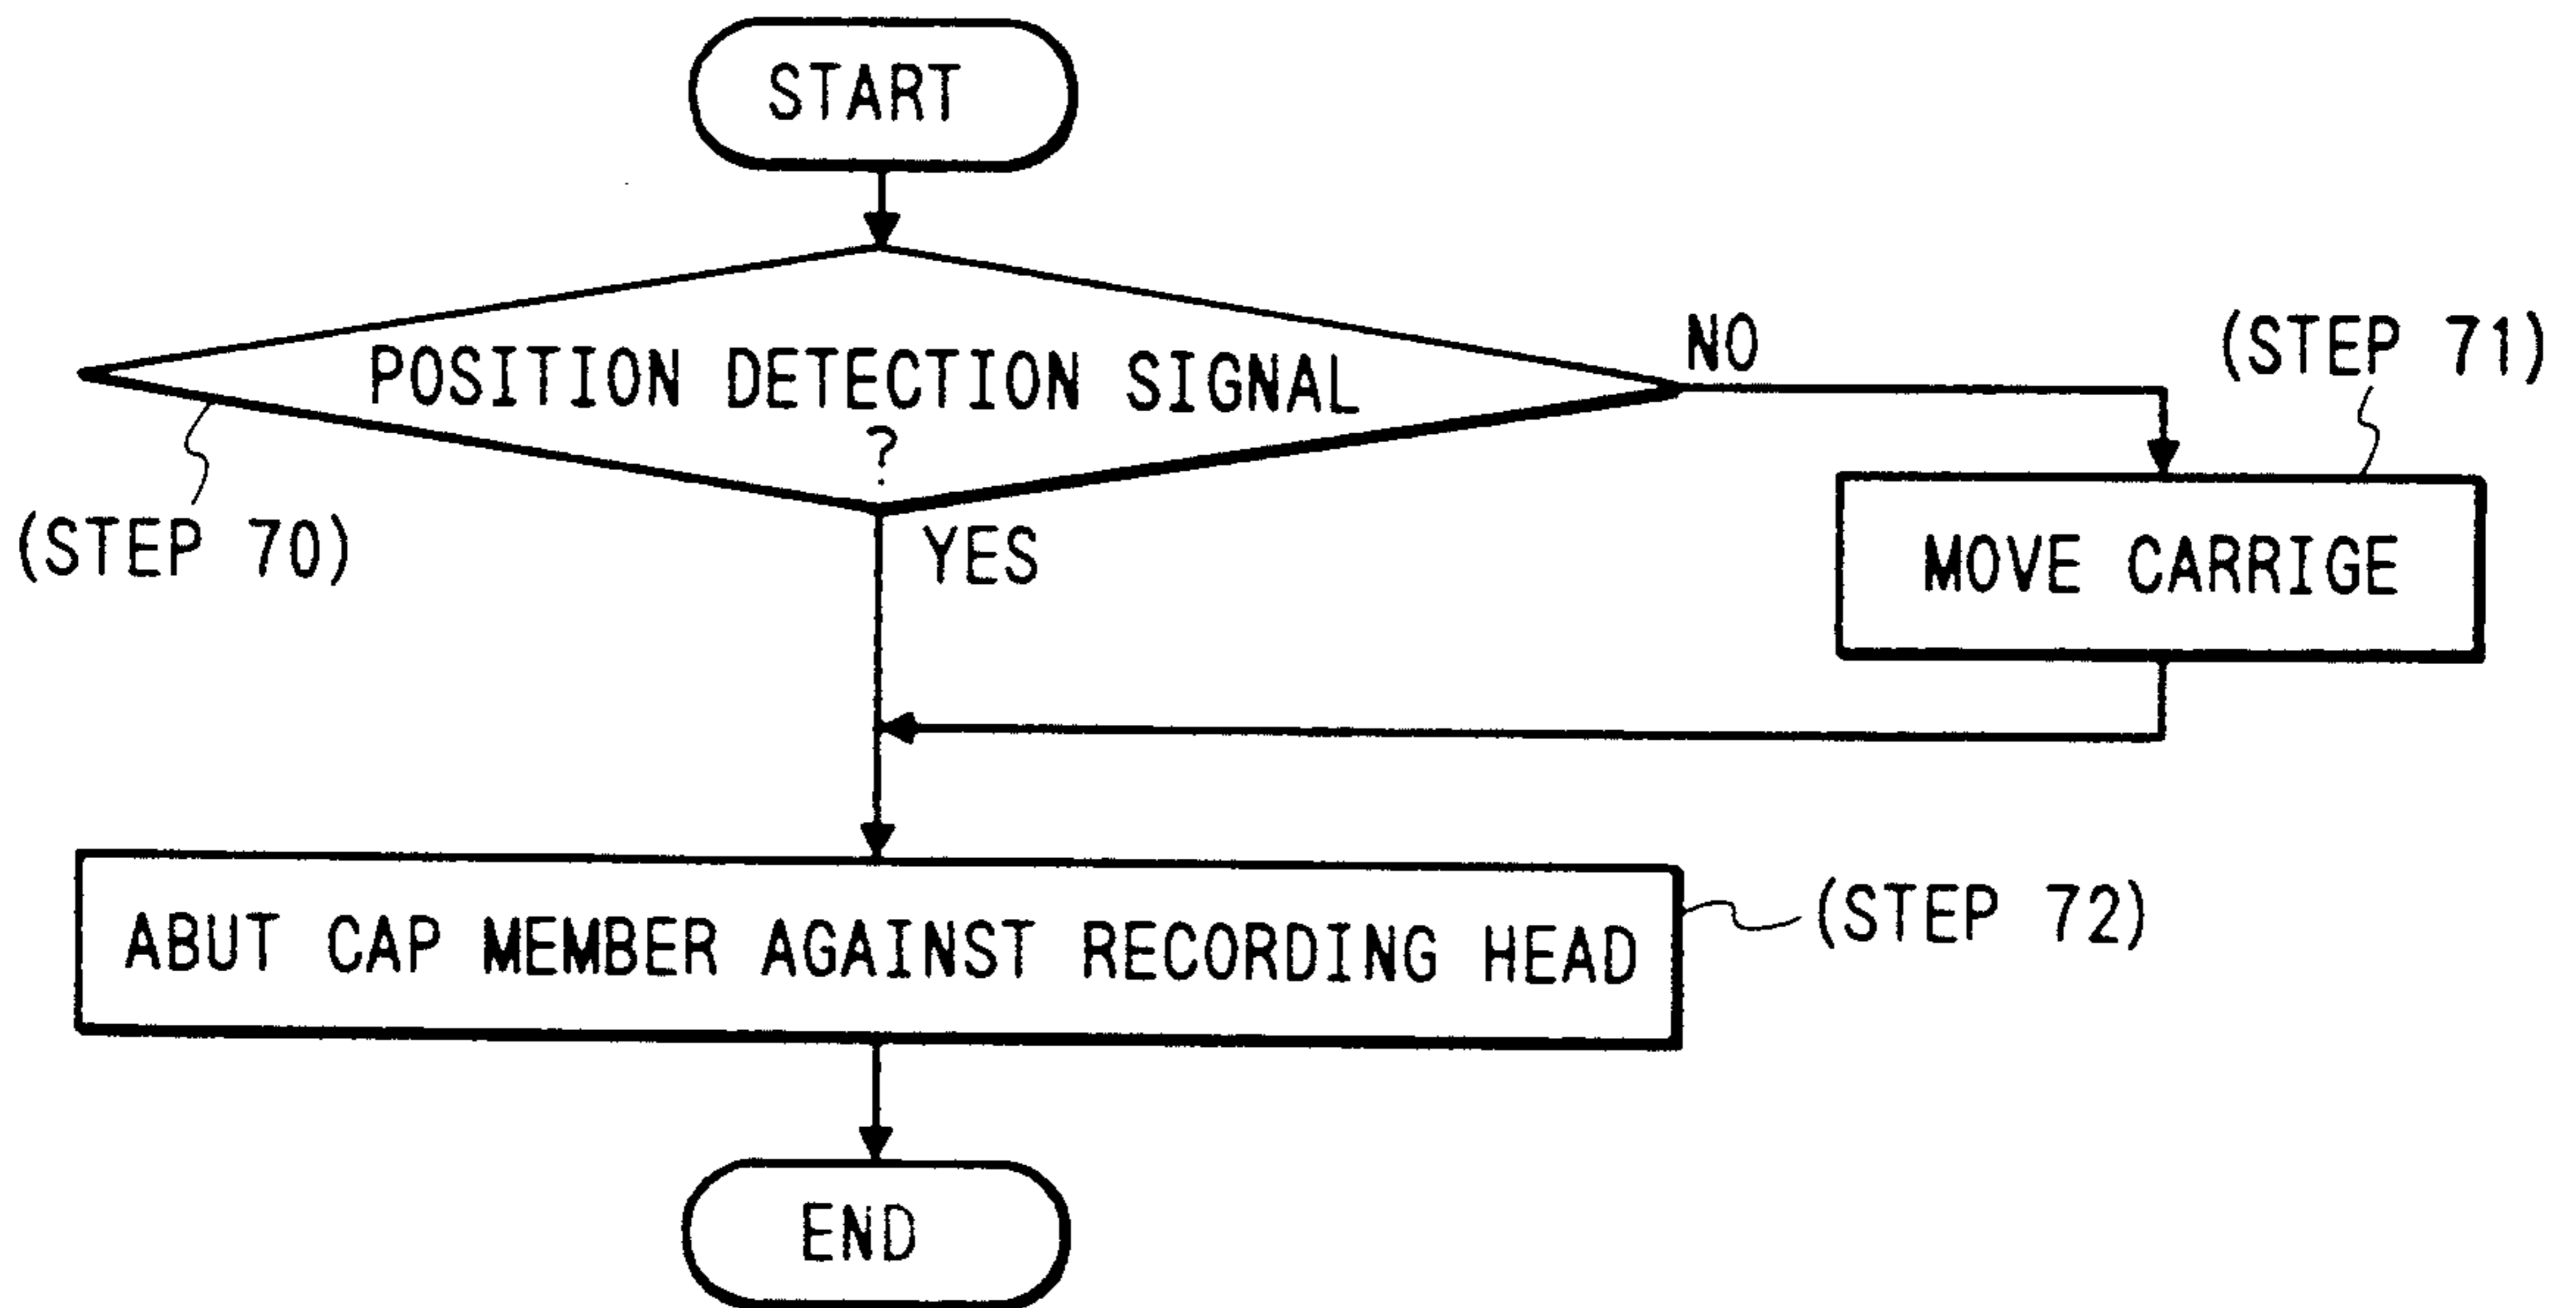 START
POSITION DETECTION SIGNAL
?
NO
(STEP 71)
(STEP 70)
YES
MOVE CARRIGE
ABUT CAP MEMBER AGAINST RECORDING HEAD
(STEP 72)
END